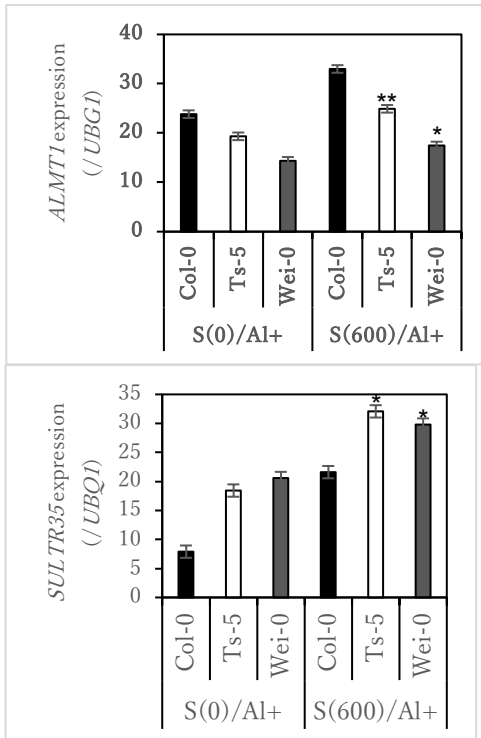 ALMT1 expression
(/ UBG1)
40
30
20
10
0
**
*
Col-0 Ts-5 Wei-0 Col-0 Ts-5 Wei-0
S(0)/Al+ S(600)/Al+
SULTR35 expression
(/UBQ1)
35
30
25
20
15
10
5
0
* *
Col-0 Ts-5 Wei-0 Col-0 Ts-5 Wei-0
S(0)/Al+ S(600)/Al+